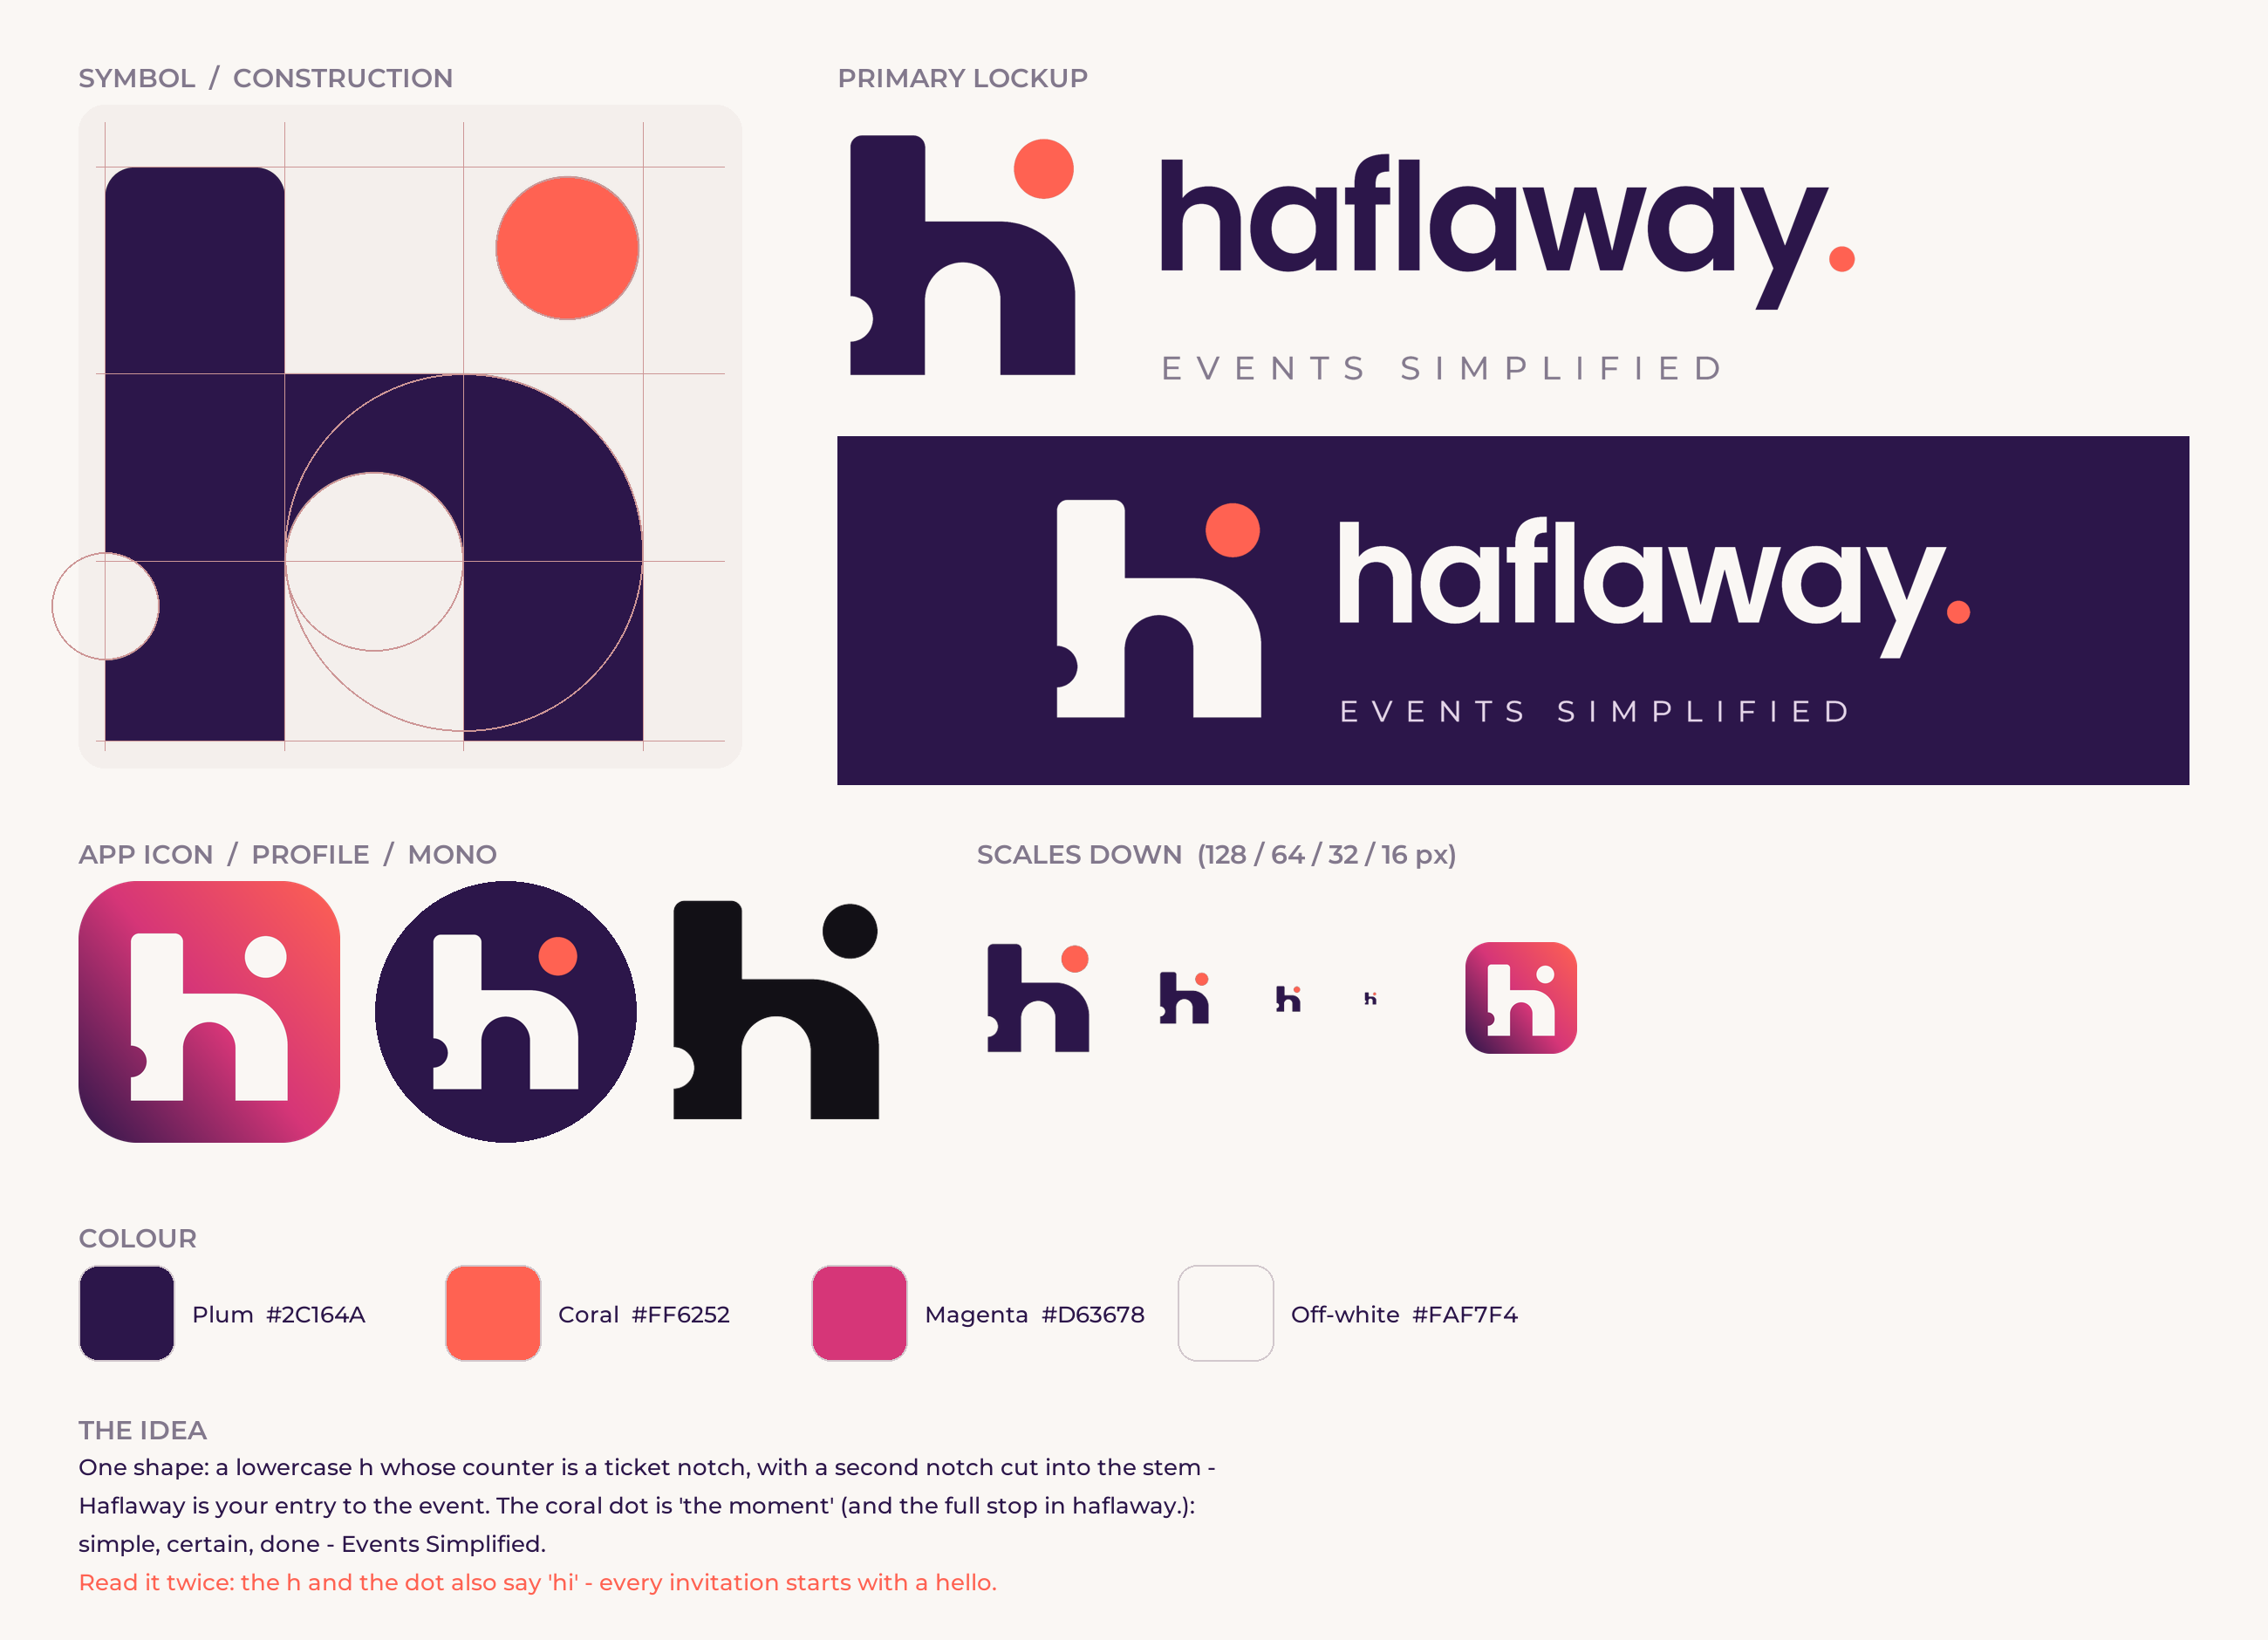 SYMBOL / CONSTRUCTION
PRIMARY LOCKUP
h
haflaway.
EVENTS SIMPLIFIED
h
haflaway.
EVENTS SIMPLIFIED
APP ICON / PROFILE / MONO
SCALES DOWN (128 / 64 / 32 / 16 px)
COLOUR
Plum #2C164A
Coral #FF6252
Magenta #D63678
Off-white #FAF7F4
THE IDEA
One shape: a lowercase h whose counter is a ticket notch, with a second notch cut into the stem -
Haflaway is your entry to the event. The coral dot is 'the moment' (and the full stop in haflaway.):
simple, certain, done - Events Simplified.
Read it twice: the h and the dot also say 'hi' - every invitation starts with a hello.